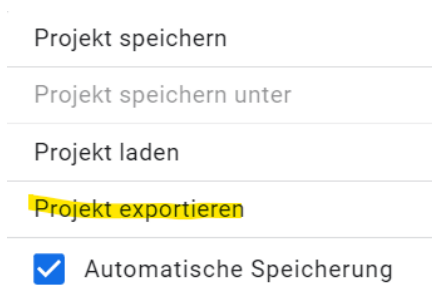 Projekt speichern
Projekt speichern unter
Projekt laden
Projekt exportieren
Automatische Speicherung